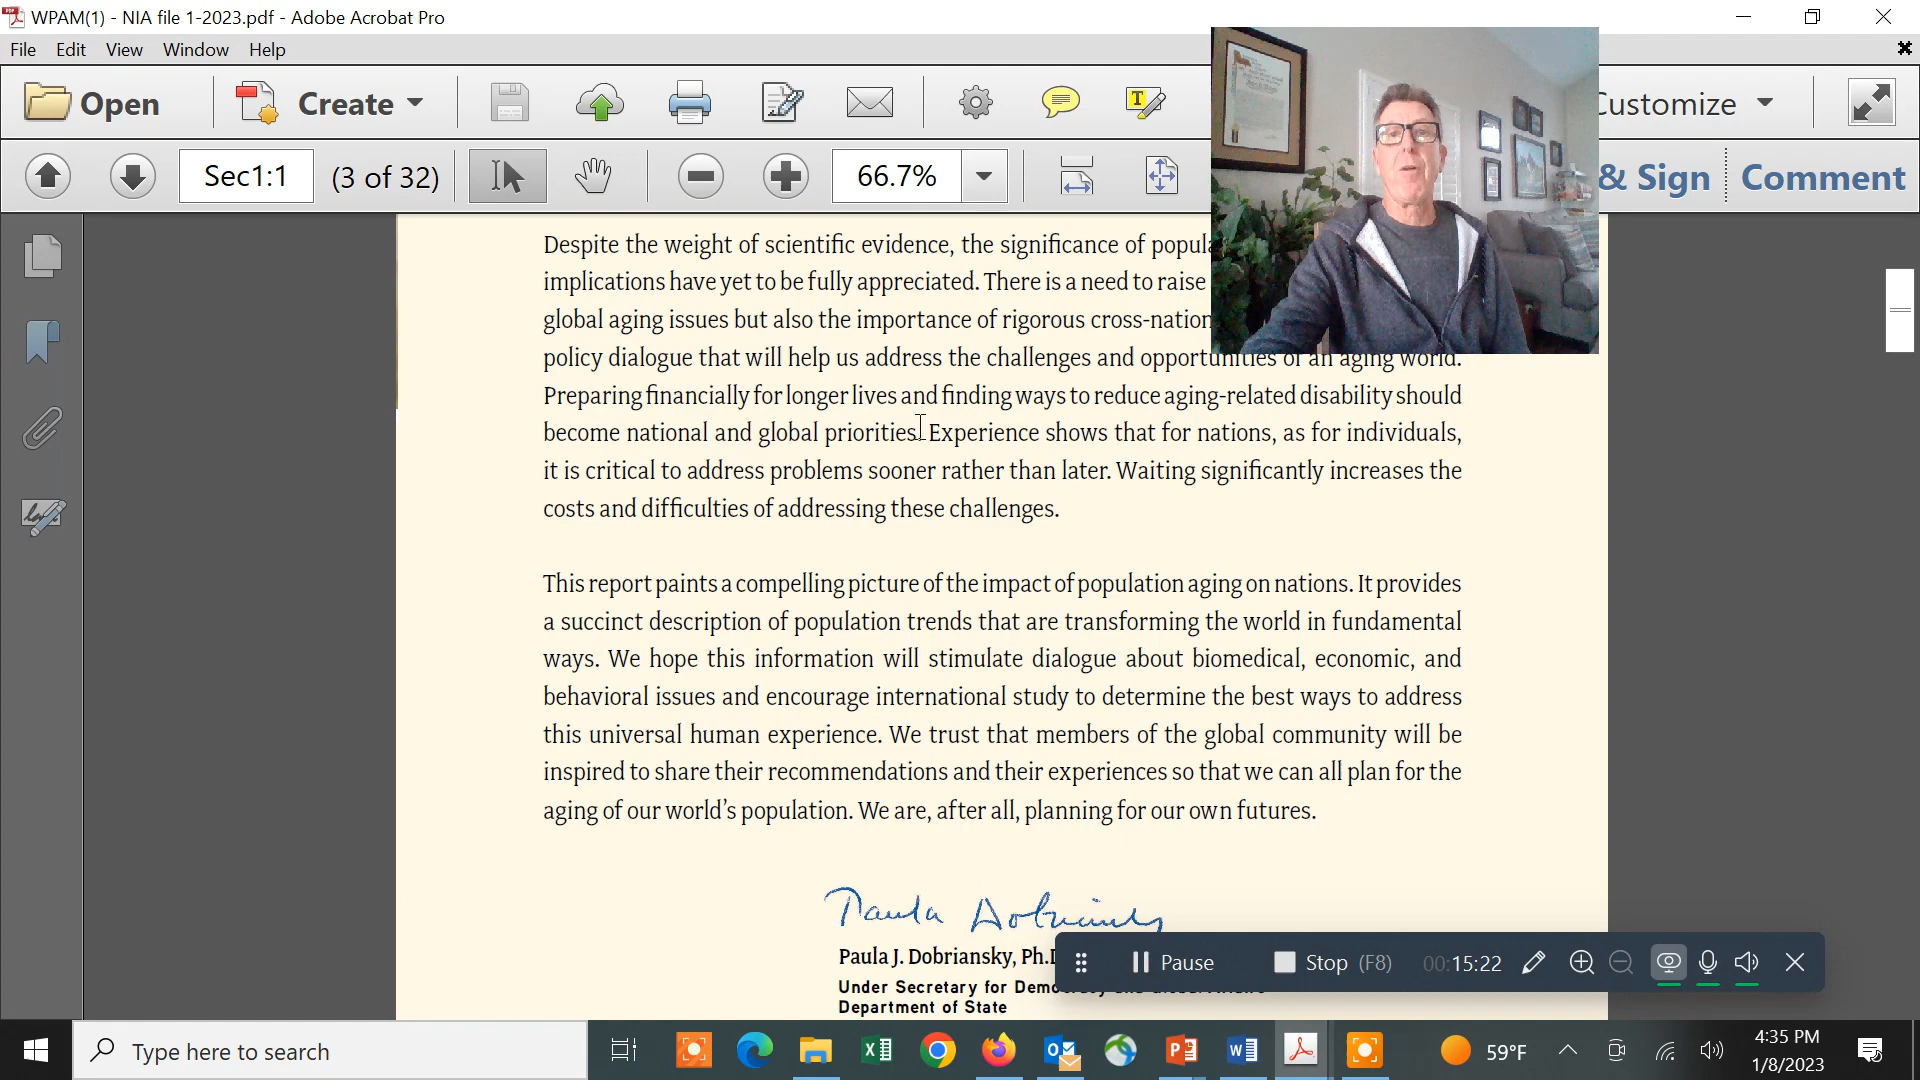 WPAM(1) - NIA file 1-2023.pdf - Adobe Acrobat Pro
File Edit View Window Help
Open Create Customize
Sec1:1 (3 of 32) 66.7% & Sign Comment
Despite the weight of scientific evidence, the significance of
implications have yet to be fully appreciated. There is a need to raise
global aging issues but also the importance of rigorous
policy dialogue that will help us address the challenges and opportunities of an aging world.
Preparing financially for longer lives and finding ways to reduce aging-related disability should
become national and global priorities. Experience shows that for nations, as for individuals,
it is critical to address problems sooner rather than later. Waiting significantly increases the
costs and difficulties of addressing these challenges.
This report paints a compelling picture of the impact of population aging on nations. It provides
a succinct description of population trends that are transforming the world in fundamental
ways. We hope this information will stimulate dialogue about biomedical, economic, and
behavioral issues and encourage international study to determine the best ways to address
this universal human experience. We trust that members of the global community will be
inspired to share their recommendations and their experiences so that we can all plan for the
aging of our world’s population. We are, after all, planning for our own futures.
Paula Dobriansky
Paula J. Dobriansky, Ph.D
Under Secretary for
Department of State
Pause Stop (F8) 00:15:22
Type here to search
59°F
4:35 PM
1/8/2023